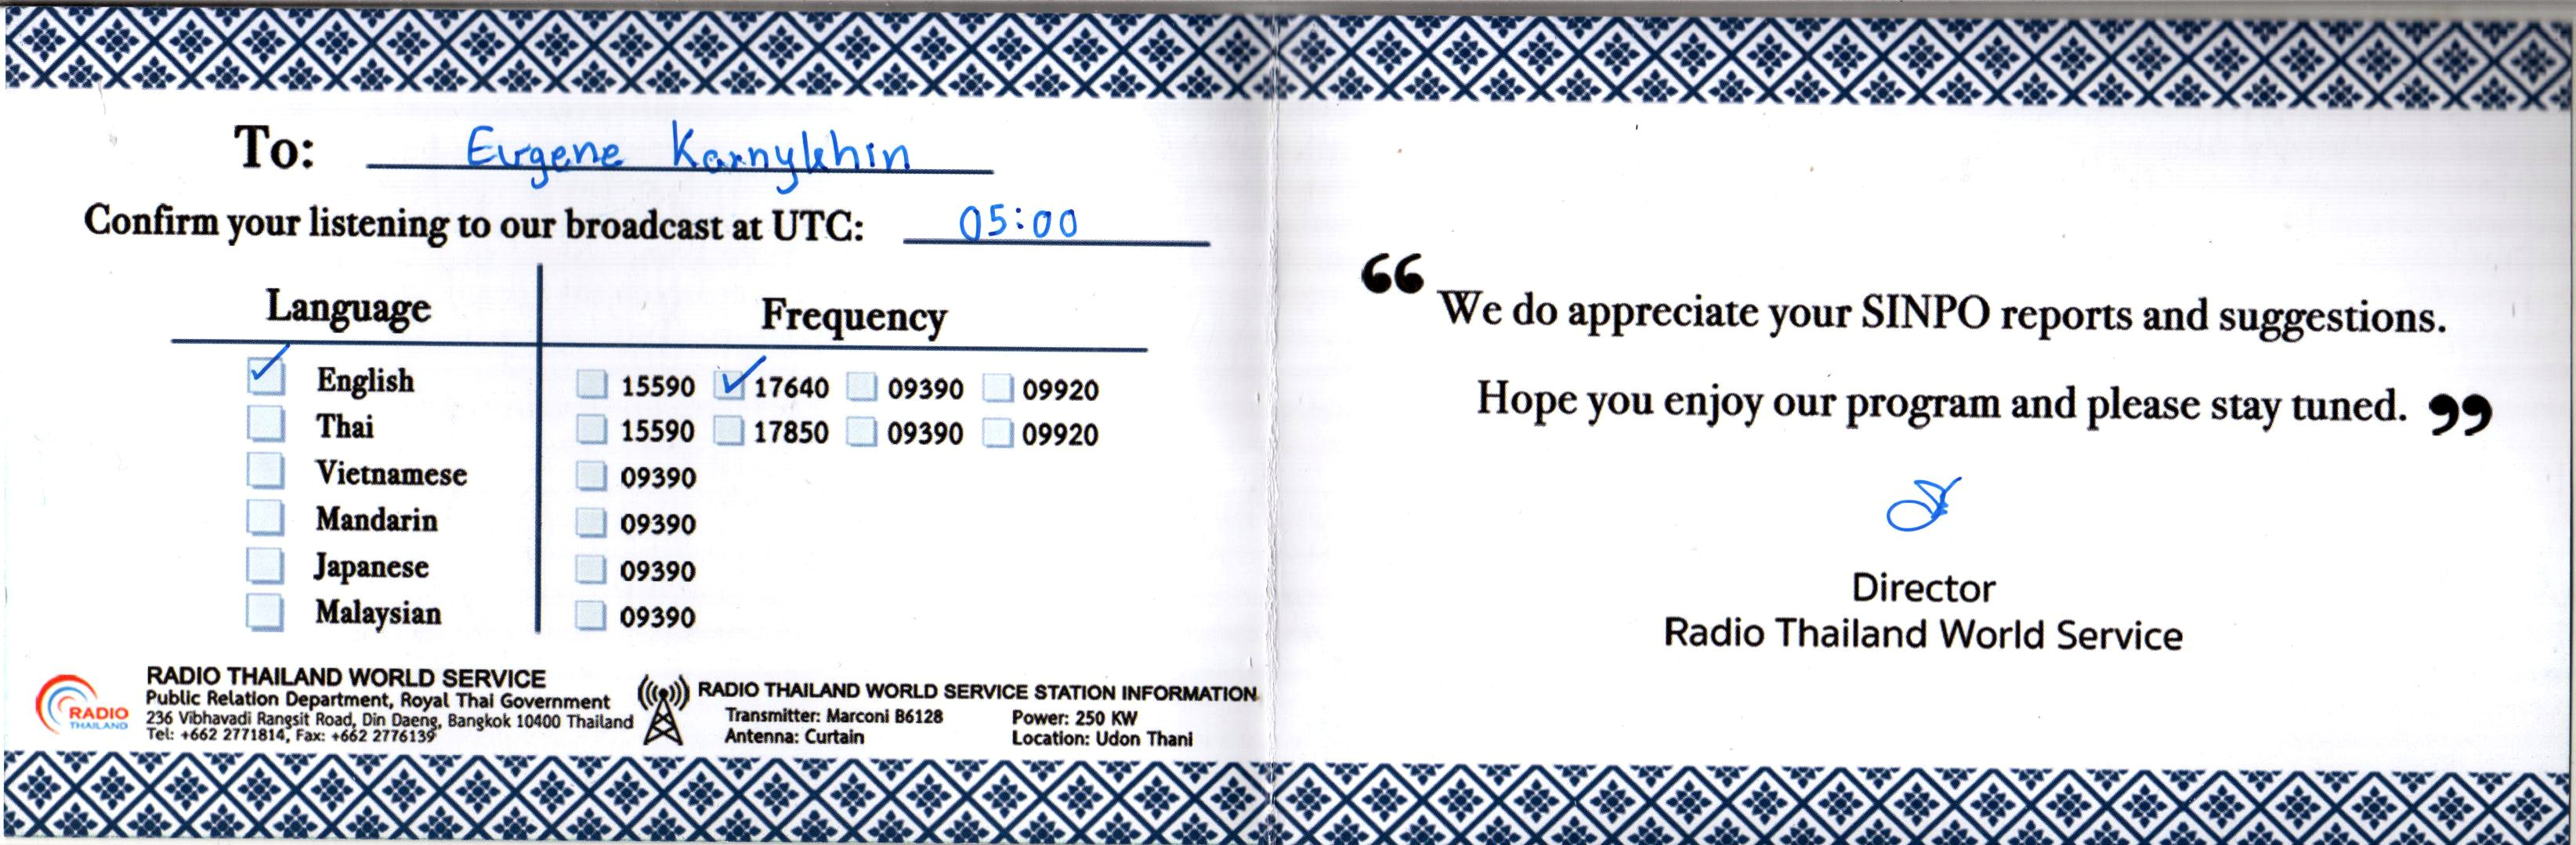 To: Eurgene Karnykhin
Confirm your listening to our broadcast at UTC: 05:00
Language Frequency
English 15590 17640 09390 09920
Thai 15590 17850 09390 09920
Vietnamese 09390
Mandarin 09390
Japanese 09390
Malaysian 09390
RADIO THAILAND
RADIO THAILAND WORLD SERVICE
Public Relation Department, Royal Thai Government
236 Vibhavadi Rangsit Road, Din Daeng, Bangkok 10400 Thailand
Tel: +662 2771814, Fax: +662 2776139
RADIO THAILAND WORLD SERVICE STATION INFORMATION
Transmitter: Marconi B6128 Power: 250 KW
Antenna: Curtain Location: Udon Thani
“We do appreciate your SINPO reports and suggestions.
Hope you enjoy our program and please stay tuned.”
Director
Radio Thailand World Service